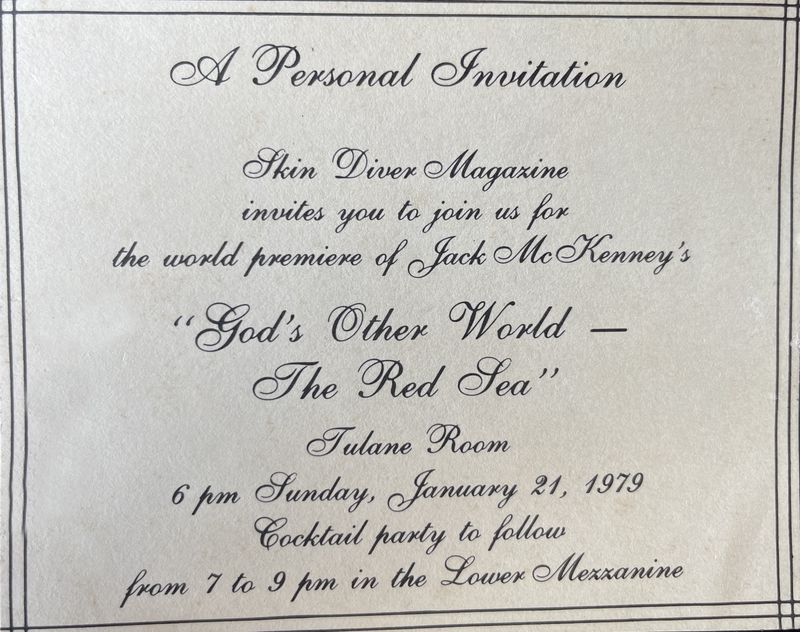 A Personal Invitation
Skin Diver Magazine
invites you to join us for
the world premiere of Jack McKenney's
"God's Other World —
The Red Sea"
Tulane Room
6 pm Sunday, January 21, 1979
Cocktail party to follow
from 7 to 9 pm in the Lower Mezzanine